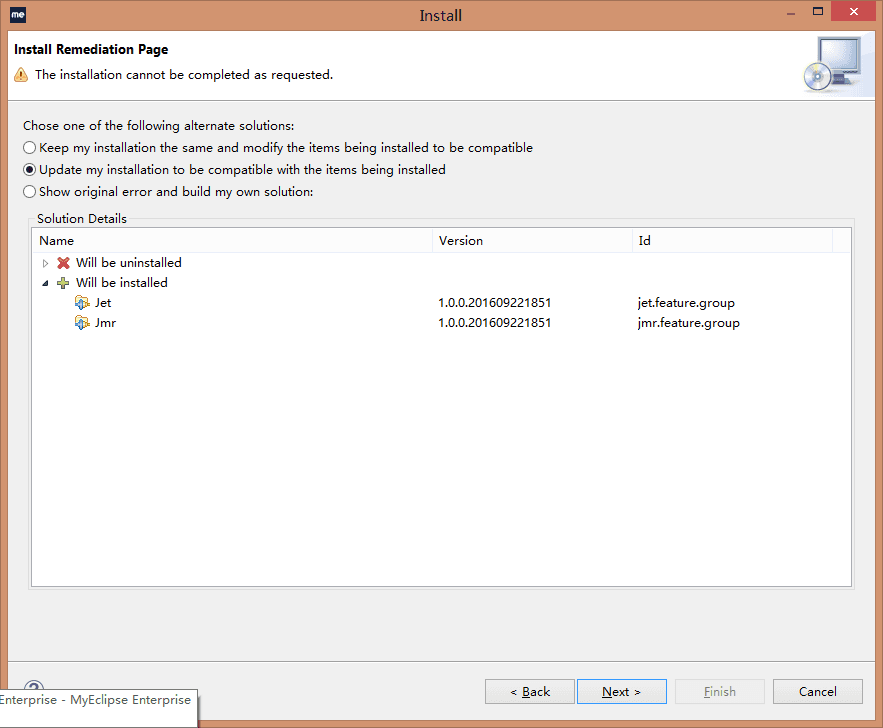 me
Install
Install Remediation Page
The installation cannot be completed as requested.
Chose one of the following alternate solutions:
Keep my installation the same and modify the items being installed to be compatible
Update my installation to be compatible with the items being installed
Show original error and build my own solution:
Solution Details
Name Version Id
Will be uninstalled
Will be installed
Jet 1.0.0.201609221851 jet.feature.group
Jmr 1.0.0.201609221851 jmr.feature.group
?
< Back Next > Finish Cancel
Enterprise - MyEclipse Enterprise